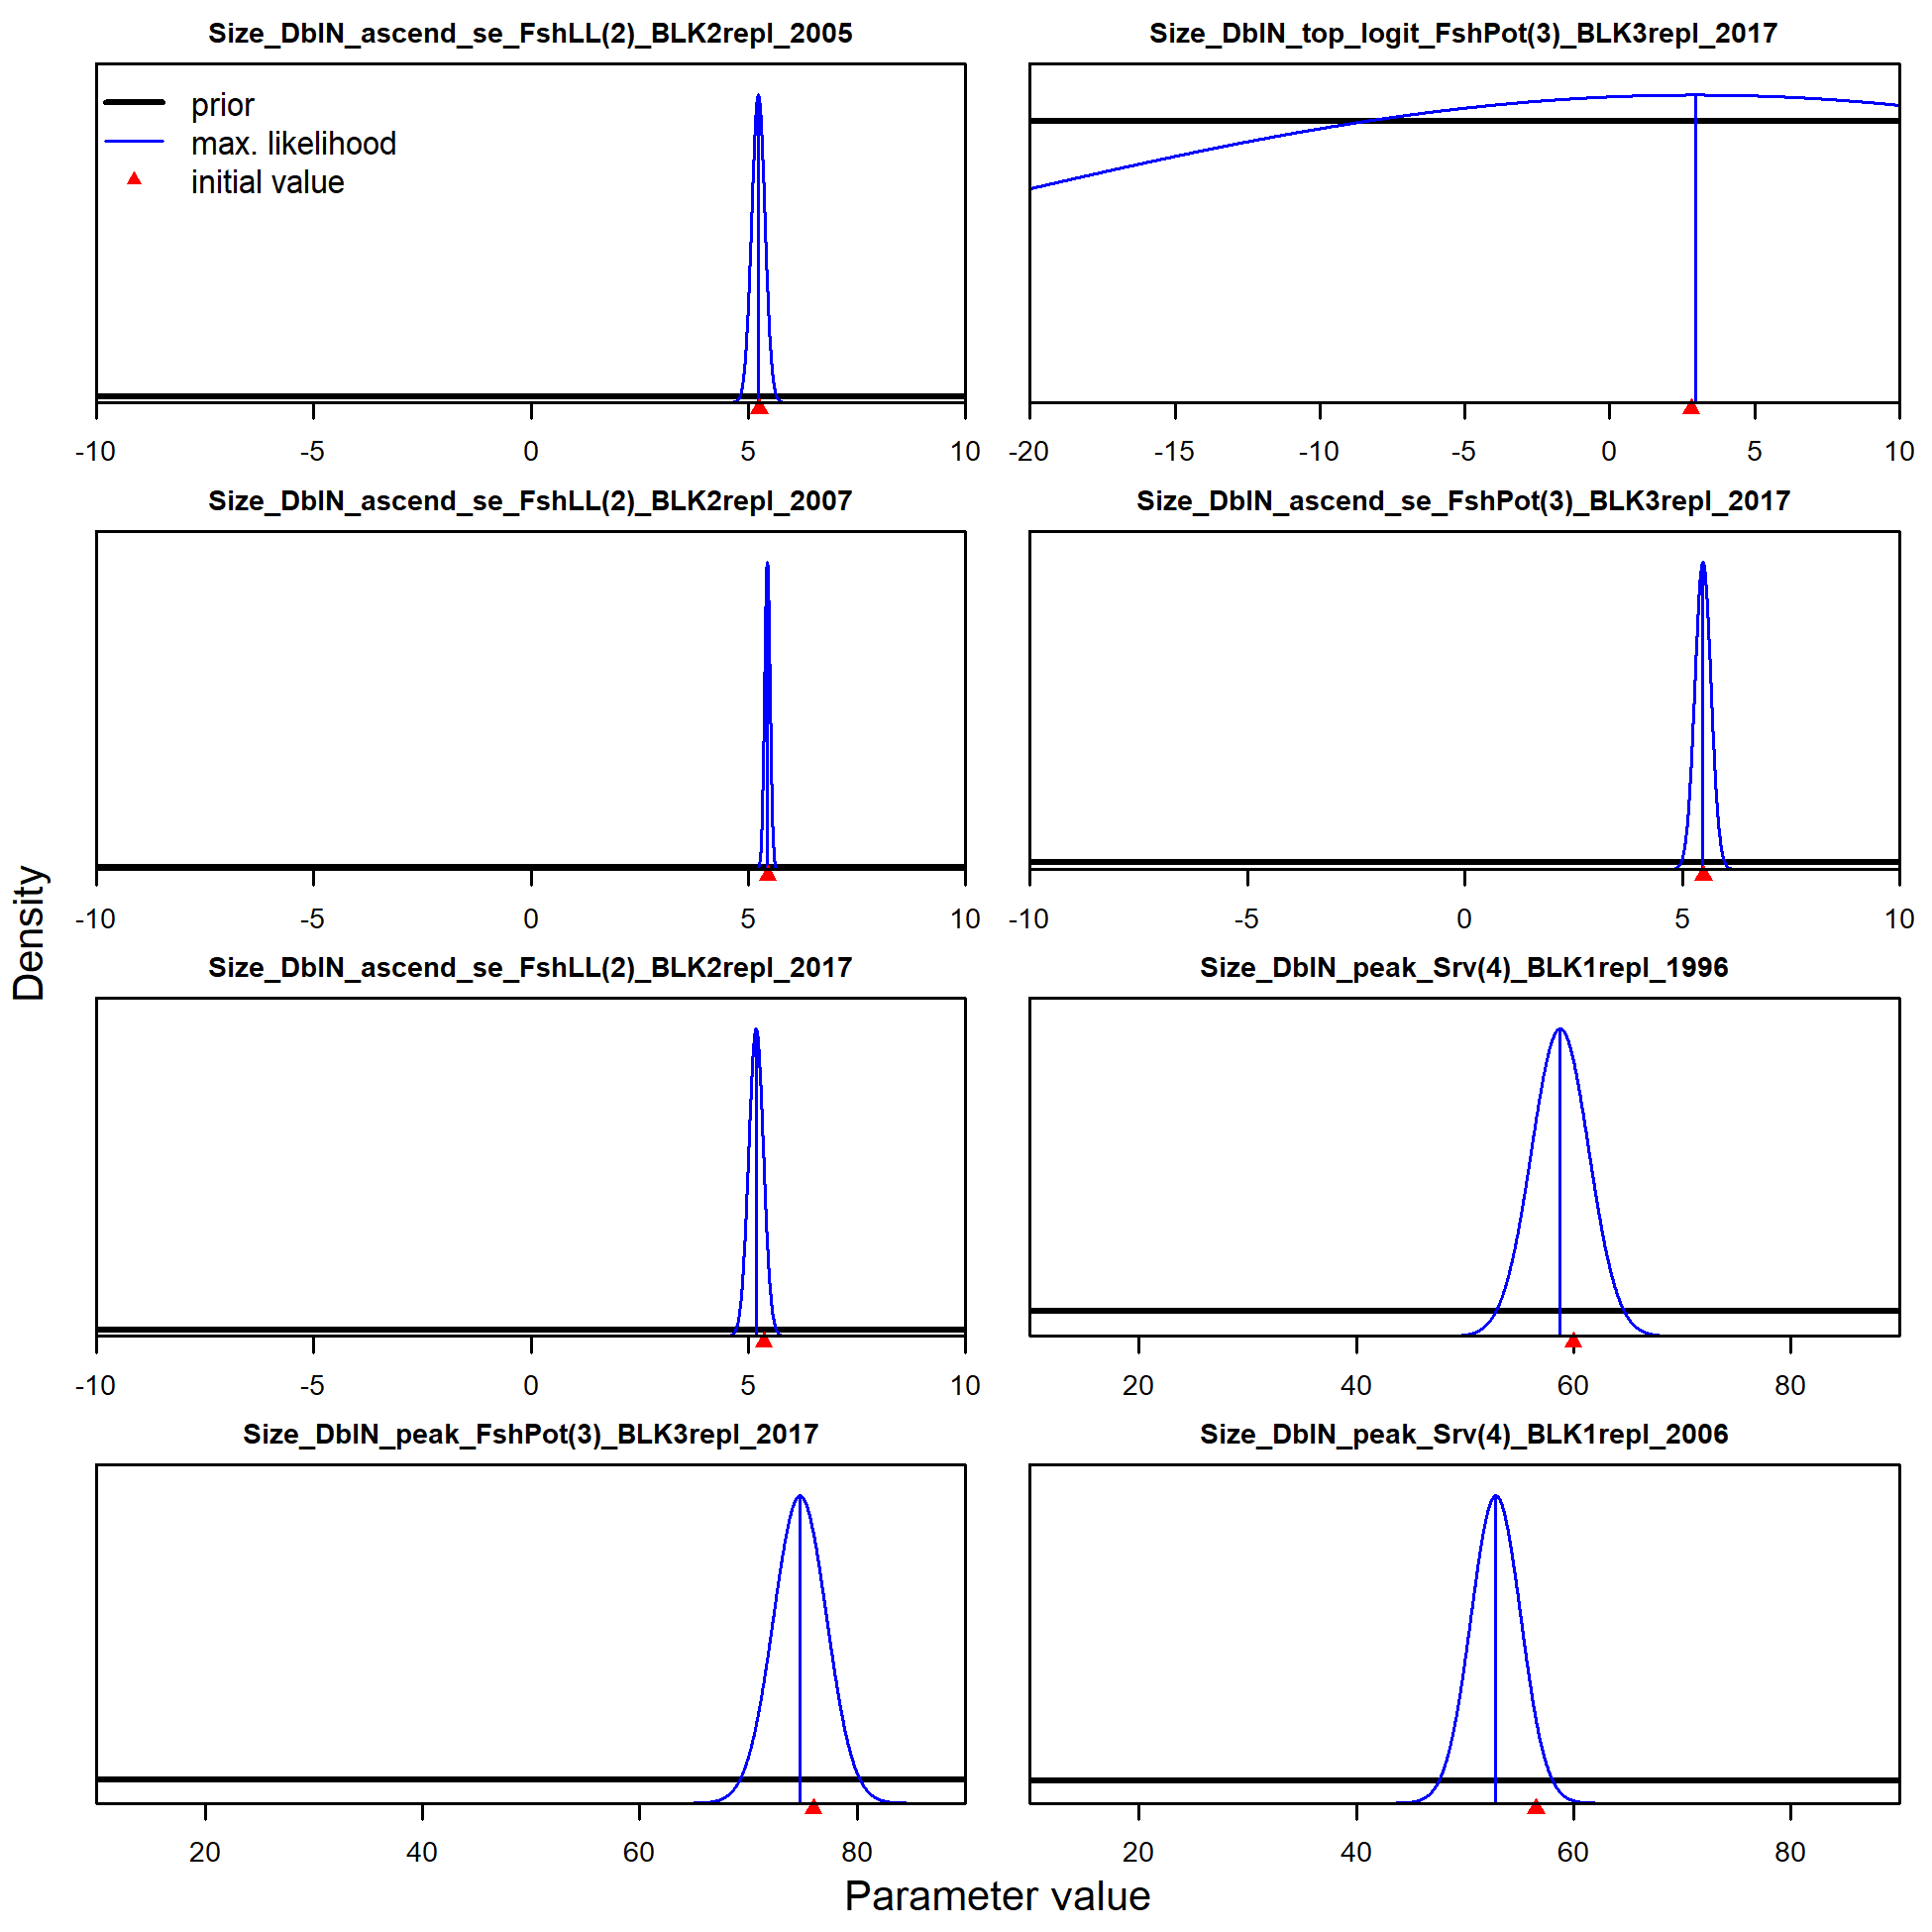 Size_DblN_ascend_se_FshLL(2)_BLK2repl_2005
prior
max. likelihood
initial value
-10 -5 0 5 10
Size_DblN_top_logit_FshPot(3)_BLK3repl_2017
-20 -15 -10 -5 0 5 10
Size_DblN_ascend_se_FshLL(2)_BLK2repl_2007
-10 -5 0 5 10
Size_DblN_ascend_se_FshPot(3)_BLK3repl_2017
-10 -5 0 5 10
Density
Size_DblN_ascend_se_FshLL(2)_BLK2repl_2017
-10 -5 0 5 10
Size_DblN_peak_Srv(4)_BLK1repl_1996
20 40 60 80
Size_DblN_peak_FshPot(3)_BLK3repl_2017
20 40 60 80
Size_DblN_peak_Srv(4)_BLK1repl_2006
20 40 60 80
Parameter value